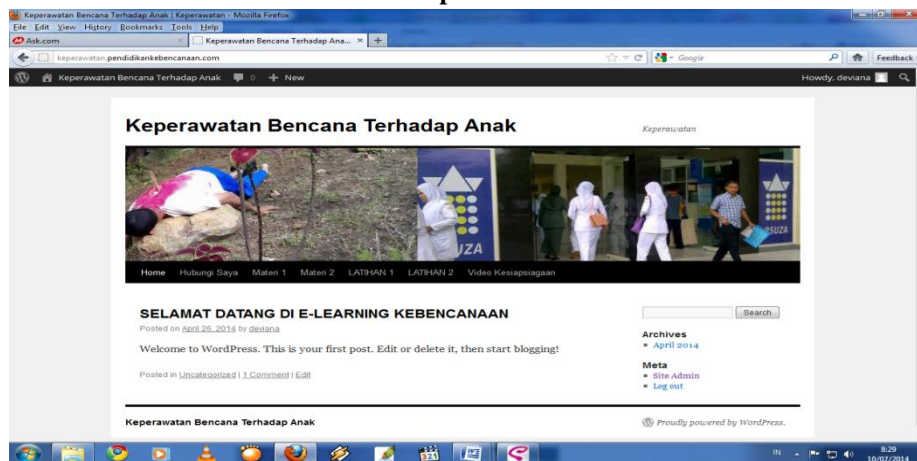 Keperawatan Bencana Terhadap Anak | Keperawatan - Mozilla Firefox
File Edit View History Bookmarks Tools Help
Ask.com Keperawatan Bencana Terhadap Ana... × +
keperawatan.pendidikankebencanaan.com Google Feedback
Keperawatan Bencana Terhadap Anak 0 + New Howdy, deviana
Keperawatan Bencana Terhadap Anak Keperawatan
UZA RSUZA
Home Hubungi Saya Materi 1 Materi 2 LATIHAN 1 LATIHAN 2 Video Kesiapsiagaan
SELAMAT DATANG DI E-LEARNING KEBENCANAAN Search
Posted on April 26, 2014 by deviana
Archives
April 2014
Welcome to WordPress. This is your first post. Edit or delete it, then start blogging!
Meta
Posted in Uncategorized | 1 Comment | Edit
Site Admin
Log out
Keperawatan Bencana Terhadap Anak Proudly powered by WordPress.
IN 8:29
10/07/2014